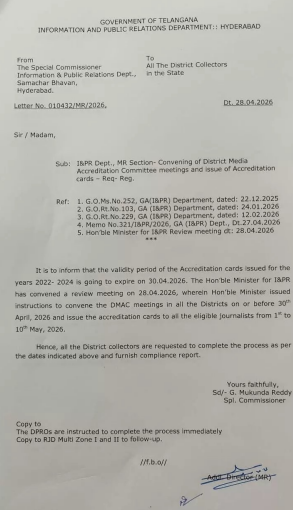 GOVERNMENT OF TELANGANA
INFORMATION AND PUBLIC RELATIONS DEPARTMENT:: HYDERABAD
From
The Special Commissioner
Information & Public Relations Dept.,
Samachar Bhavan,
Hyderabad.
To
All The District Collectors
in the State
Letter No. 010432/MR/2026,
Dt. 28.04.2026
Sir / Madam,
Sub: I&PR Dept., MR Section- Convening of District Media
Accreditation Committee meetings and issue of Accreditation
cards – Req- Reg.
Ref: 1. G.O.Ms.No.252, GA(I&PR) Department, dated: 22.12.2025
2. G.O.Rt.No.103, GA (I&PR) Department, dated: 24.01.2026
3. G.O.Rt.No.229, GA (I&PR) Department, dated: 12.02.2026
4. Memo No.321/I&PR/2026, GA (I&PR) Dept., Dt.27.04.2026
5. Hon'ble Minister for I&PR Review meeting dt: 28.04.2026
***
It is to inform that the validity period of the Accreditation cards issued for the
years 2022- 2024 is going to expire on 30.04.2026. The Hon'ble Minister for I&PR
has convened a review meeting on 28.04.2026, wherein Hon'ble Minister issued
instructions to convene the DMAC meetings in all the Districts on or before 30th
April, 2026 and issue the accreditation cards to all the eligible journalists from 1st to
10th May, 2026.
Hence, all the District collectors are requested to complete the process as per
the dates indicated above and furnish compliance report.
Yours faithfully,
Sd/- G. Mukunda Reddy
Spl. Commissioner
Copy to
The DPROs are instructed to complete the process immediately
Copy to RJD Multi Zone I and II to follow-up.
//f.b.o//
Addl. Director (MR)